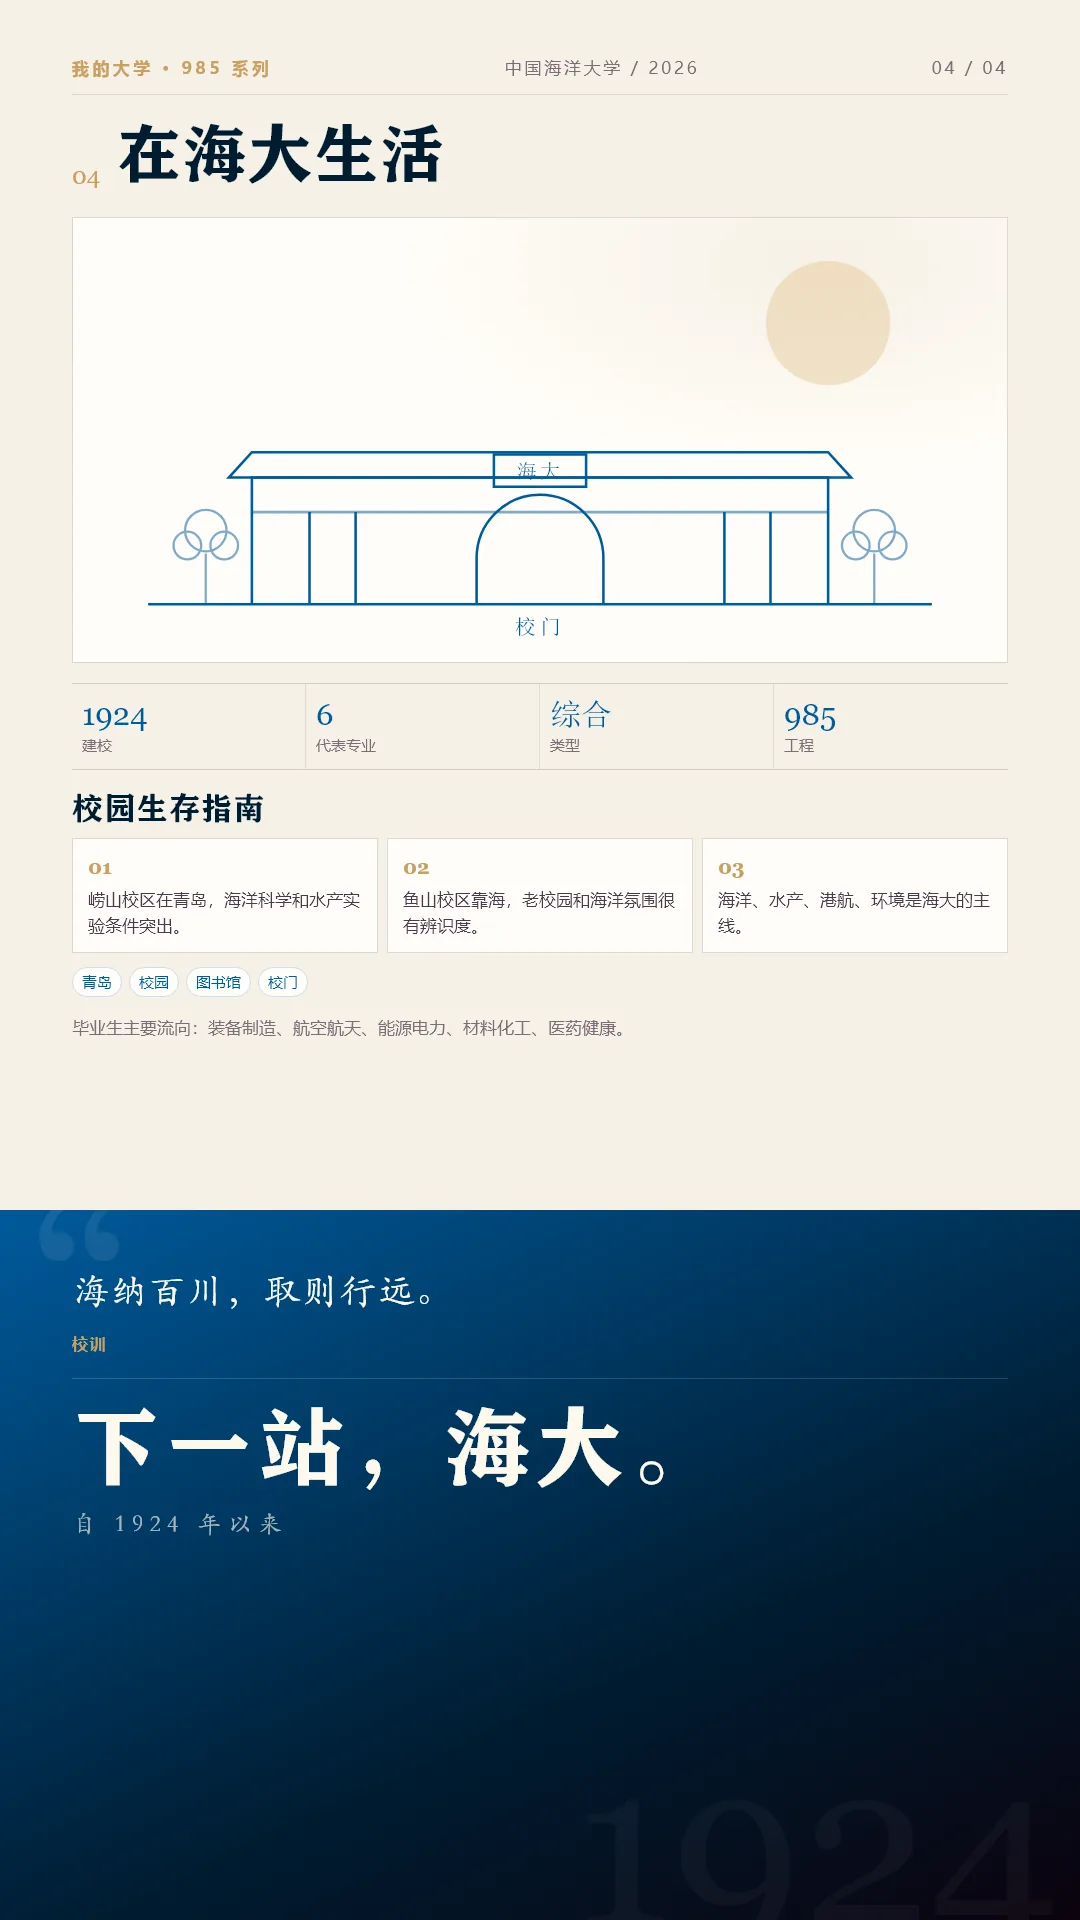 我的大学 · 985 系列
中国海洋大学 / 2026
04 / 04
04 在海大生活
海大
校门
1924
建校
6
代表专业
综合
类型
985
工程
校园生存指南
01
崂山校区在青岛，海洋科学和水产实
验条件突出。
02
鱼山校区靠海，老校园和海洋氛围很
有辨识度。
03
海洋、水产、港航、环境是海大的主
线。
青岛
校园
图书馆
校门
毕业生主要流向：装备制造、航空航天、能源电力、材料化工、医药健康。
“
海纳百川，取则行远。
校训
下一站，海大。
自 1924 年以来
1924